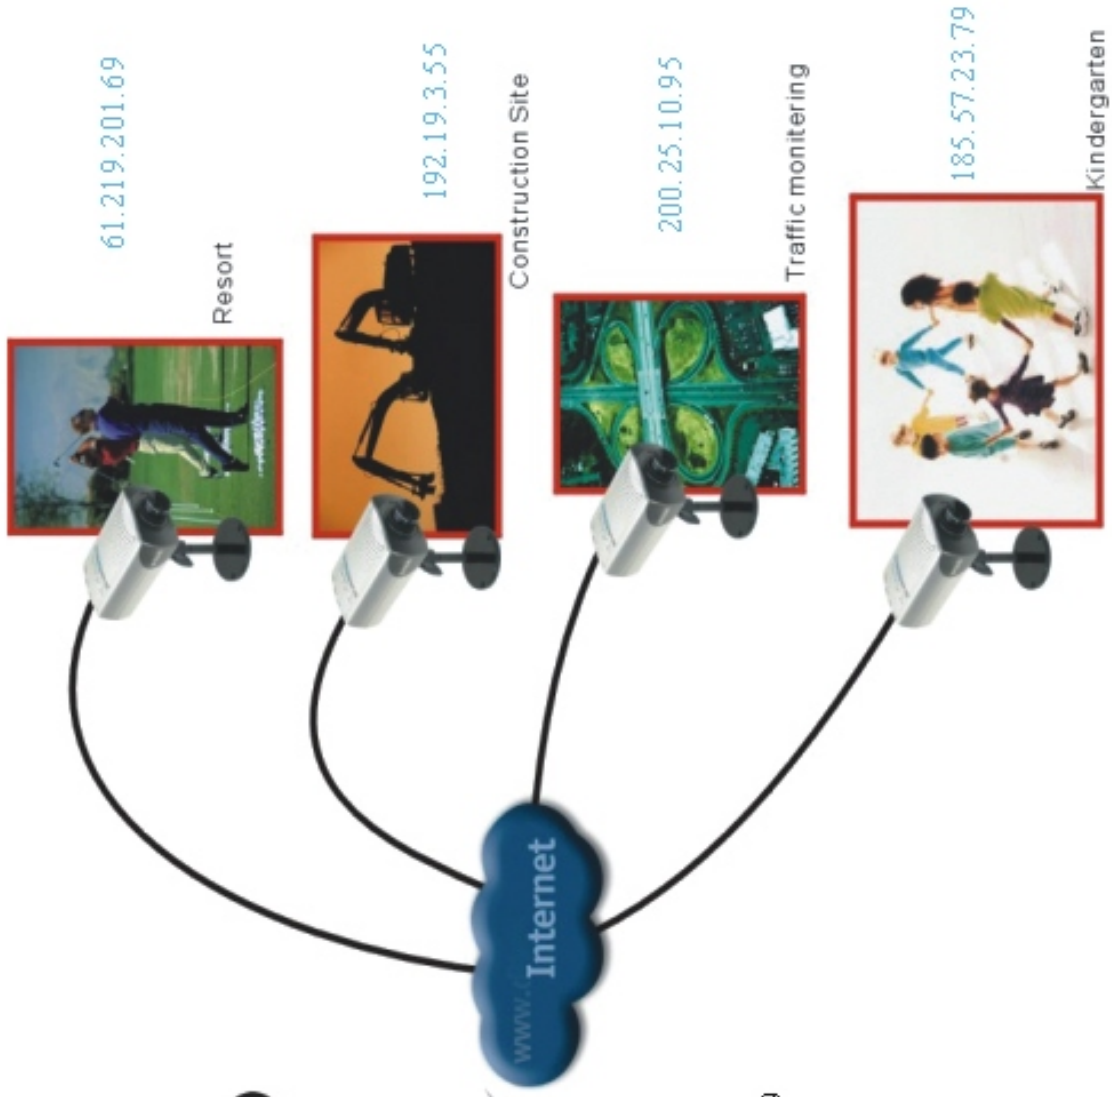 61.219.201.69
Resort
192.19.3.55
Construction Site
200.25.10.95
Traffic monitering
185.57.23.79
Kindergarten
www.
Internet